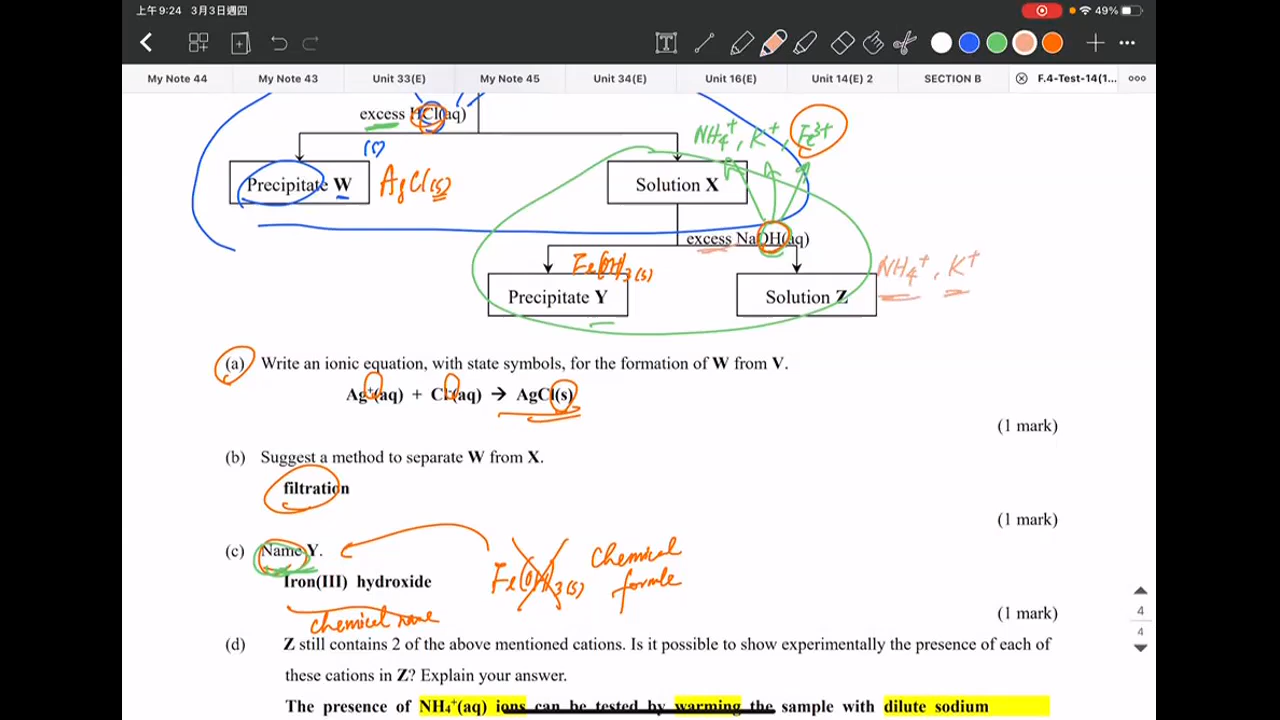 上午9:24 3月3日週四
49%
My Note 44 My Note 43 Unit 33(E) My Note 45 Unit 34(E) Unit 16(E) Unit 14(E) 2 SECTION B F.4-Test-14(1...
excess HCl(aq)
NH₄⁺, K⁺, Fe³⁺
Precipitate W AgCl(s) Solution X
excess NaOH(aq)
Fe(OH)₃(s) NH₄⁺, K⁺
Precipitate Y Solution Z
(a) Write an ionic equation, with state symbols, for the formation of W from V.
Ag⁺(aq) + Cl⁻(aq) → AgCl(s)
(1 mark)
(b) Suggest a method to separate W from X.
filtration
(1 mark)
(c) Name Y.
Fe(OH)₃(s) chemical formule
Iron(III) hydroxide
chemical name
(1 mark)
4
4
(d) Z still contains 2 of the above mentioned cations. Is it possible to show experimentally the presence of each of
these cations in Z? Explain your answer.
The presence of NH₄⁺(aq) ions can be tested by warming the sample with dilute sodium